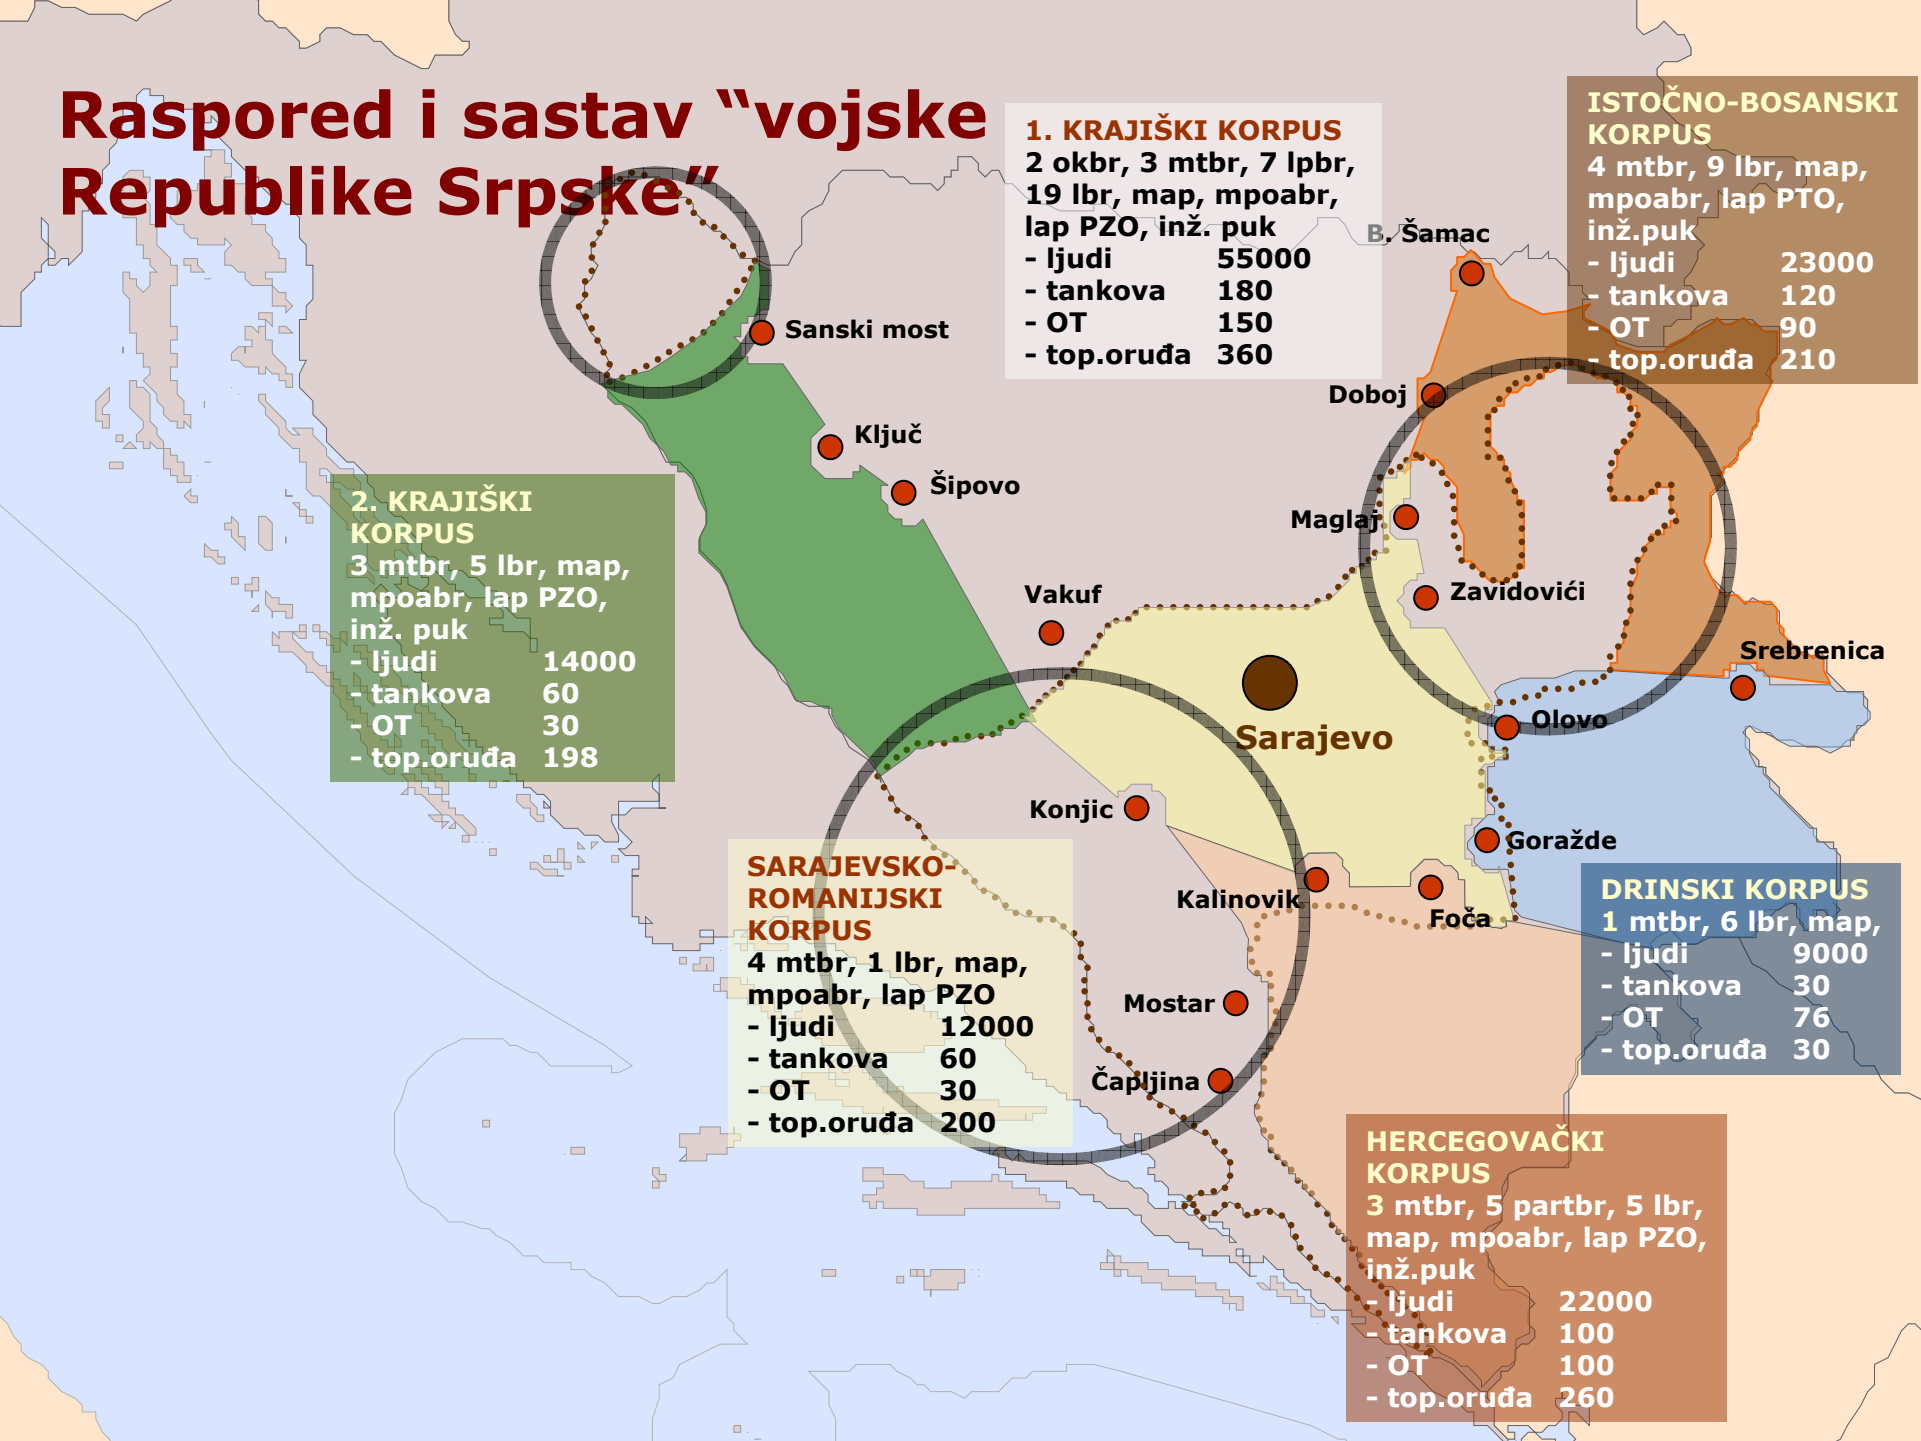 Raspored i sastav “vojske
Republike Srpske”
1. KRAJIŠKI KORPUS
2 okbr, 3 mtbr, 7 lpbr,
19 lbr, map, mpoabr,
lap PZO, inž. puk
- ljudi 55000
- tankova 180
- OT 150
- top.oruđa 360
ISTOČNO-BOSANSKI
KORPUS
4 mtbr, 9 lbr, map,
mpoabr, lap PTO,
inž.puk
- ljudi 23000
- tankova 120
- OT 90
- top.oruđa 210
B. Šamac
Sanski most
Doboj
Ključ
Šipovo
2. KRAJIŠKI
KORPUS
3 mtbr, 5 lbr, map,
mpoabr, lap PZO,
inž. puk
- ljudi 14000
- tankova 60
- OT 30
- top.oruđa 198
Maglaj
Vakuf
Zavidovići
Srebrenica
Olovo
Sarajevo
Konjic
Goražde
SARAJEVSKO-
ROMANIJSKI
KORPUS
4 mtbr, 1 lbr, map,
mpoabr, lap PZO
- ljudi 12000
- tankova 60
- OT 30
- top.oruđa 200
Kalinovik
Foča
DRINSKI KORPUS
1 mtbr, 6 lbr, map,
- ljudi 9000
- tankova 30
- OT 76
- top.oruđa 30
Mostar
Čapljina
HERCEGOVAČKI
KORPUS
3 mtbr, 5 partbr, 5 lbr,
map, mpoabr, lap PZO,
inž.puk
- ljudi 22000
- tankova 100
- OT 100
- top.oruđa 260